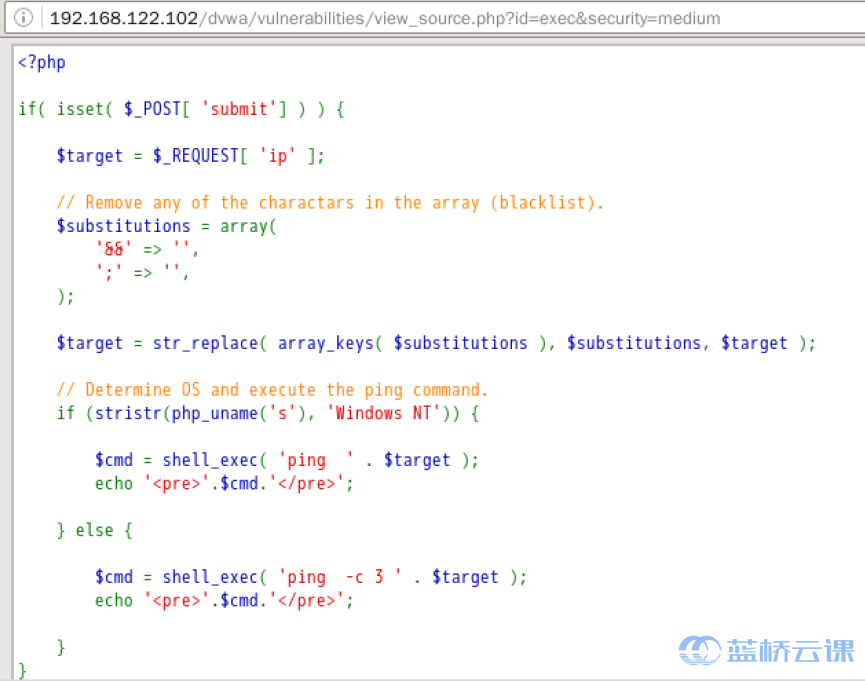 192.168.122.102/dvwa/vulnerabilities/view_source.php?id=exec&security=medium
<?php
if( isset( $_POST[ 'submit'] ) ) {
    $target = $_REQUEST[ 'ip' ];
    // Remove any of the charactars in the array (blacklist).
    $substitutions = array(
        '&&' => '',
        ';' => '',
    );
    $target = str_replace( array_keys( $substitutions ), $substitutions, $target );
    // Determine OS and execute the ping command.
    if (stristr(php_uname('s'), 'Windows NT')) {
        $cmd = shell_exec( 'ping  ' . $target );
        echo '<pre>'.$cmd.'</pre>';
    } else {
        $cmd = shell_exec( 'ping  -c 3 ' . $target );
        echo '<pre>'.$cmd.'</pre>';
    }
}
蓝桥云课